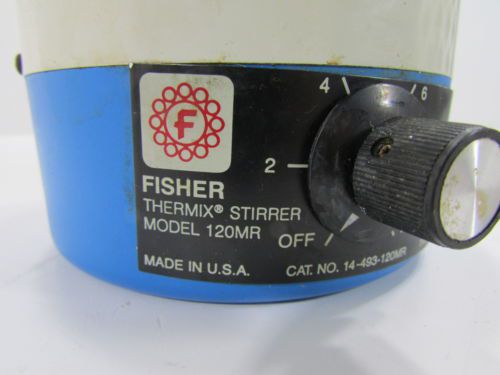 4 6
F
2
FISHER
THERMIX® STIRRER
MODEL 120MR
OFF
MADE IN U.S.A.
CAT. NO. 14-493-120MR